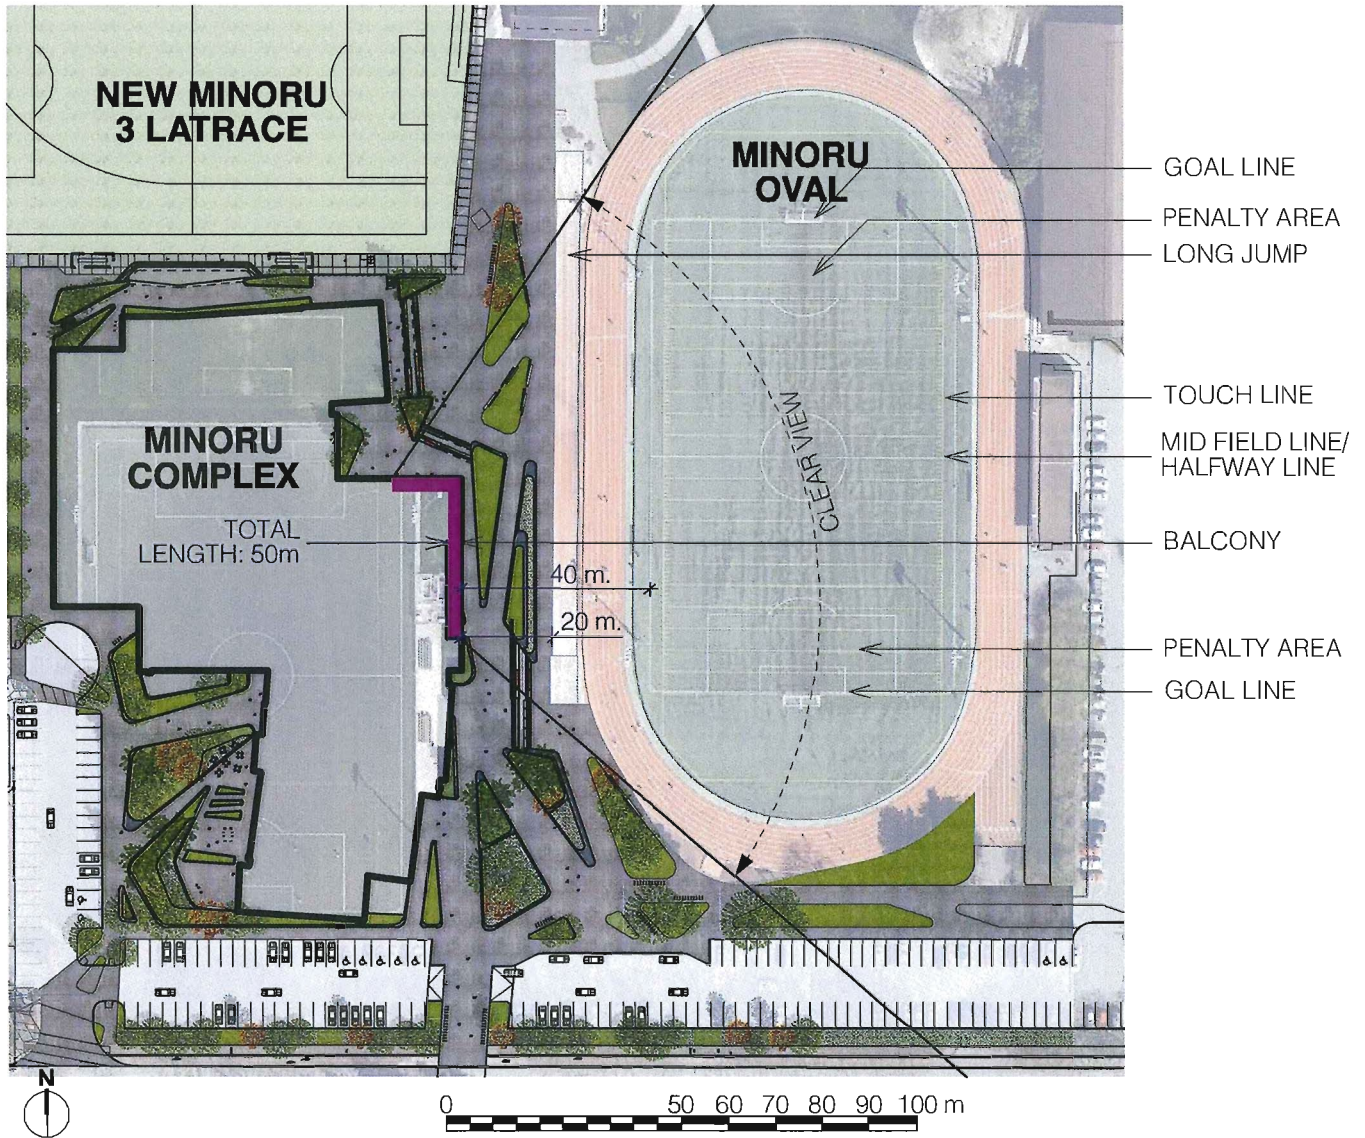 NEW MINORU
3 LATRACE
MINORU
OVAL
GOAL LINE
PENALTY AREA
LONG JUMP
TOUCH LINE
MID FIELD LINE/
HALFWAY LINE
CLEAR VIEW
MINORU
COMPLEX
TOTAL
LENGTH: 50m
BALCONY
40 m.
20 m.
PENALTY AREA
GOAL LINE
N
0 50 60 70 80 90 100 m